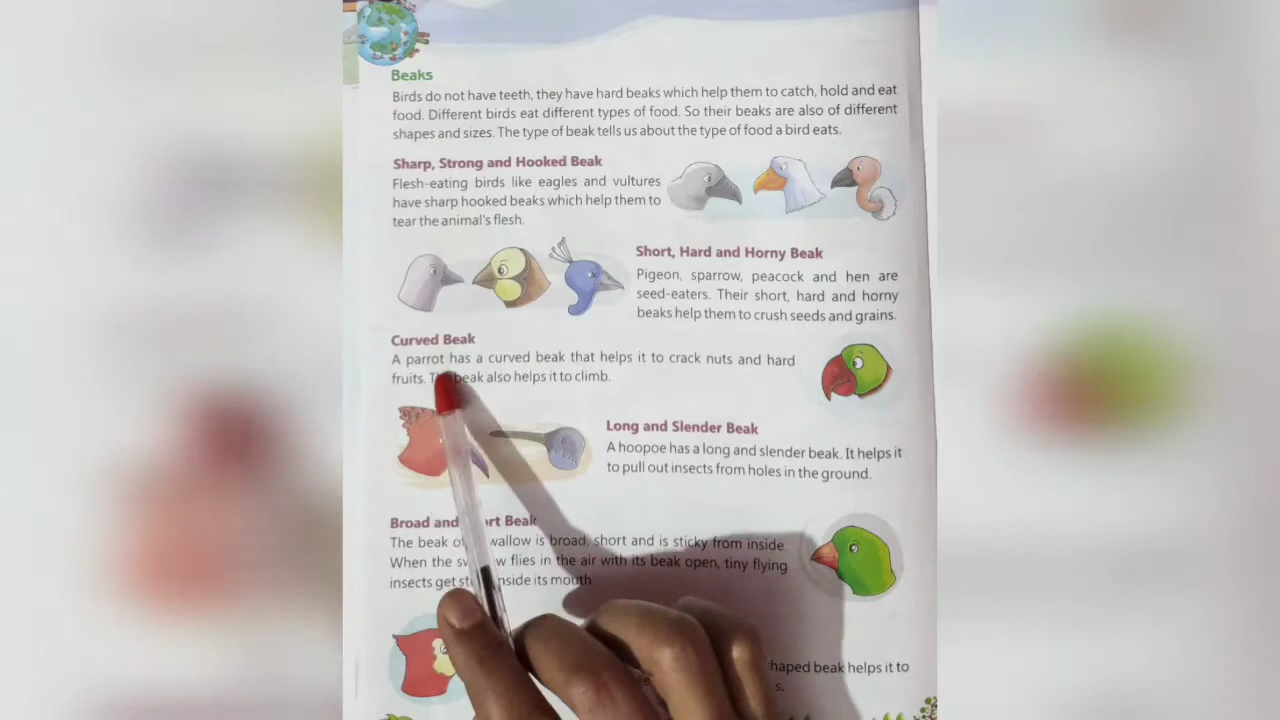 Beaks
Birds do not have teeth, they have hard beaks which help them to catch, hold and eat
food. Different birds eat different types of food. So their beaks are also of different
shapes and sizes. The type of beak tells us about the type of food a bird eats.
Sharp, Strong and Hooked Beak
Flesh-eating birds like eagles and vultures
have sharp hooked beaks which help them to
tear the animal's flesh.
Short, Hard and Horny Beak
Pigeon, sparrow, peacock and hen are
seed-eaters. Their short, hard and horny
beaks help them to crush seeds and grains.
Curved Beak
A parrot has a curved beak that helps it to crack nuts and hard
fruits. beak also helps it to climb.
Long and Slender Beak
A hoopoe has a long and slender beak. It helps it
to pull out insects from holes in the ground.
Broad and Beak
The beak of is broad, short and is sticky from inside.
When the flies in the air with its beak open, tiny flying
insects get inside its mouth
shaped beak helps it to